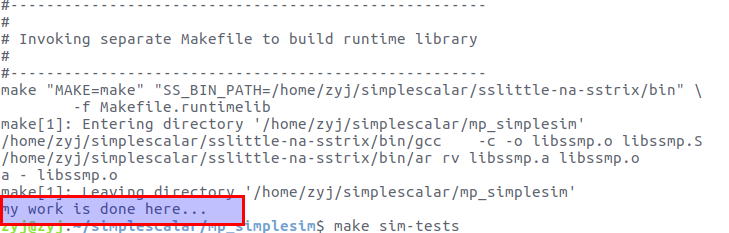 #------------------------------------------------------
#
# Invoking separate Makefile to build runtime library
#
#------------------------------------------------------
make "MAKE=make" "SS_BIN_PATH=/home/zyj/simplescalar/sslittle-na-sstrix/bin" \
        -f Makefile.runtimelib
make[1]: Entering directory '/home/zyj/simplescalar/mp_simplesim'
/home/zyj/simplescalar/sslittle-na-sstrix/bin/gcc    -c -o libssmp.o libssmp.S
/home/zyj/simplescalar/sslittle-na-sstrix/bin/ar rv libssmp.a libssmp.o
a - libssmp.o
make[1]: Leaving directory '/home/zyj/simplescalar/mp_simplesim'
my work is done here...
zyj@zyj:~/simplescalar/mp_simplesim$ make sim-tests